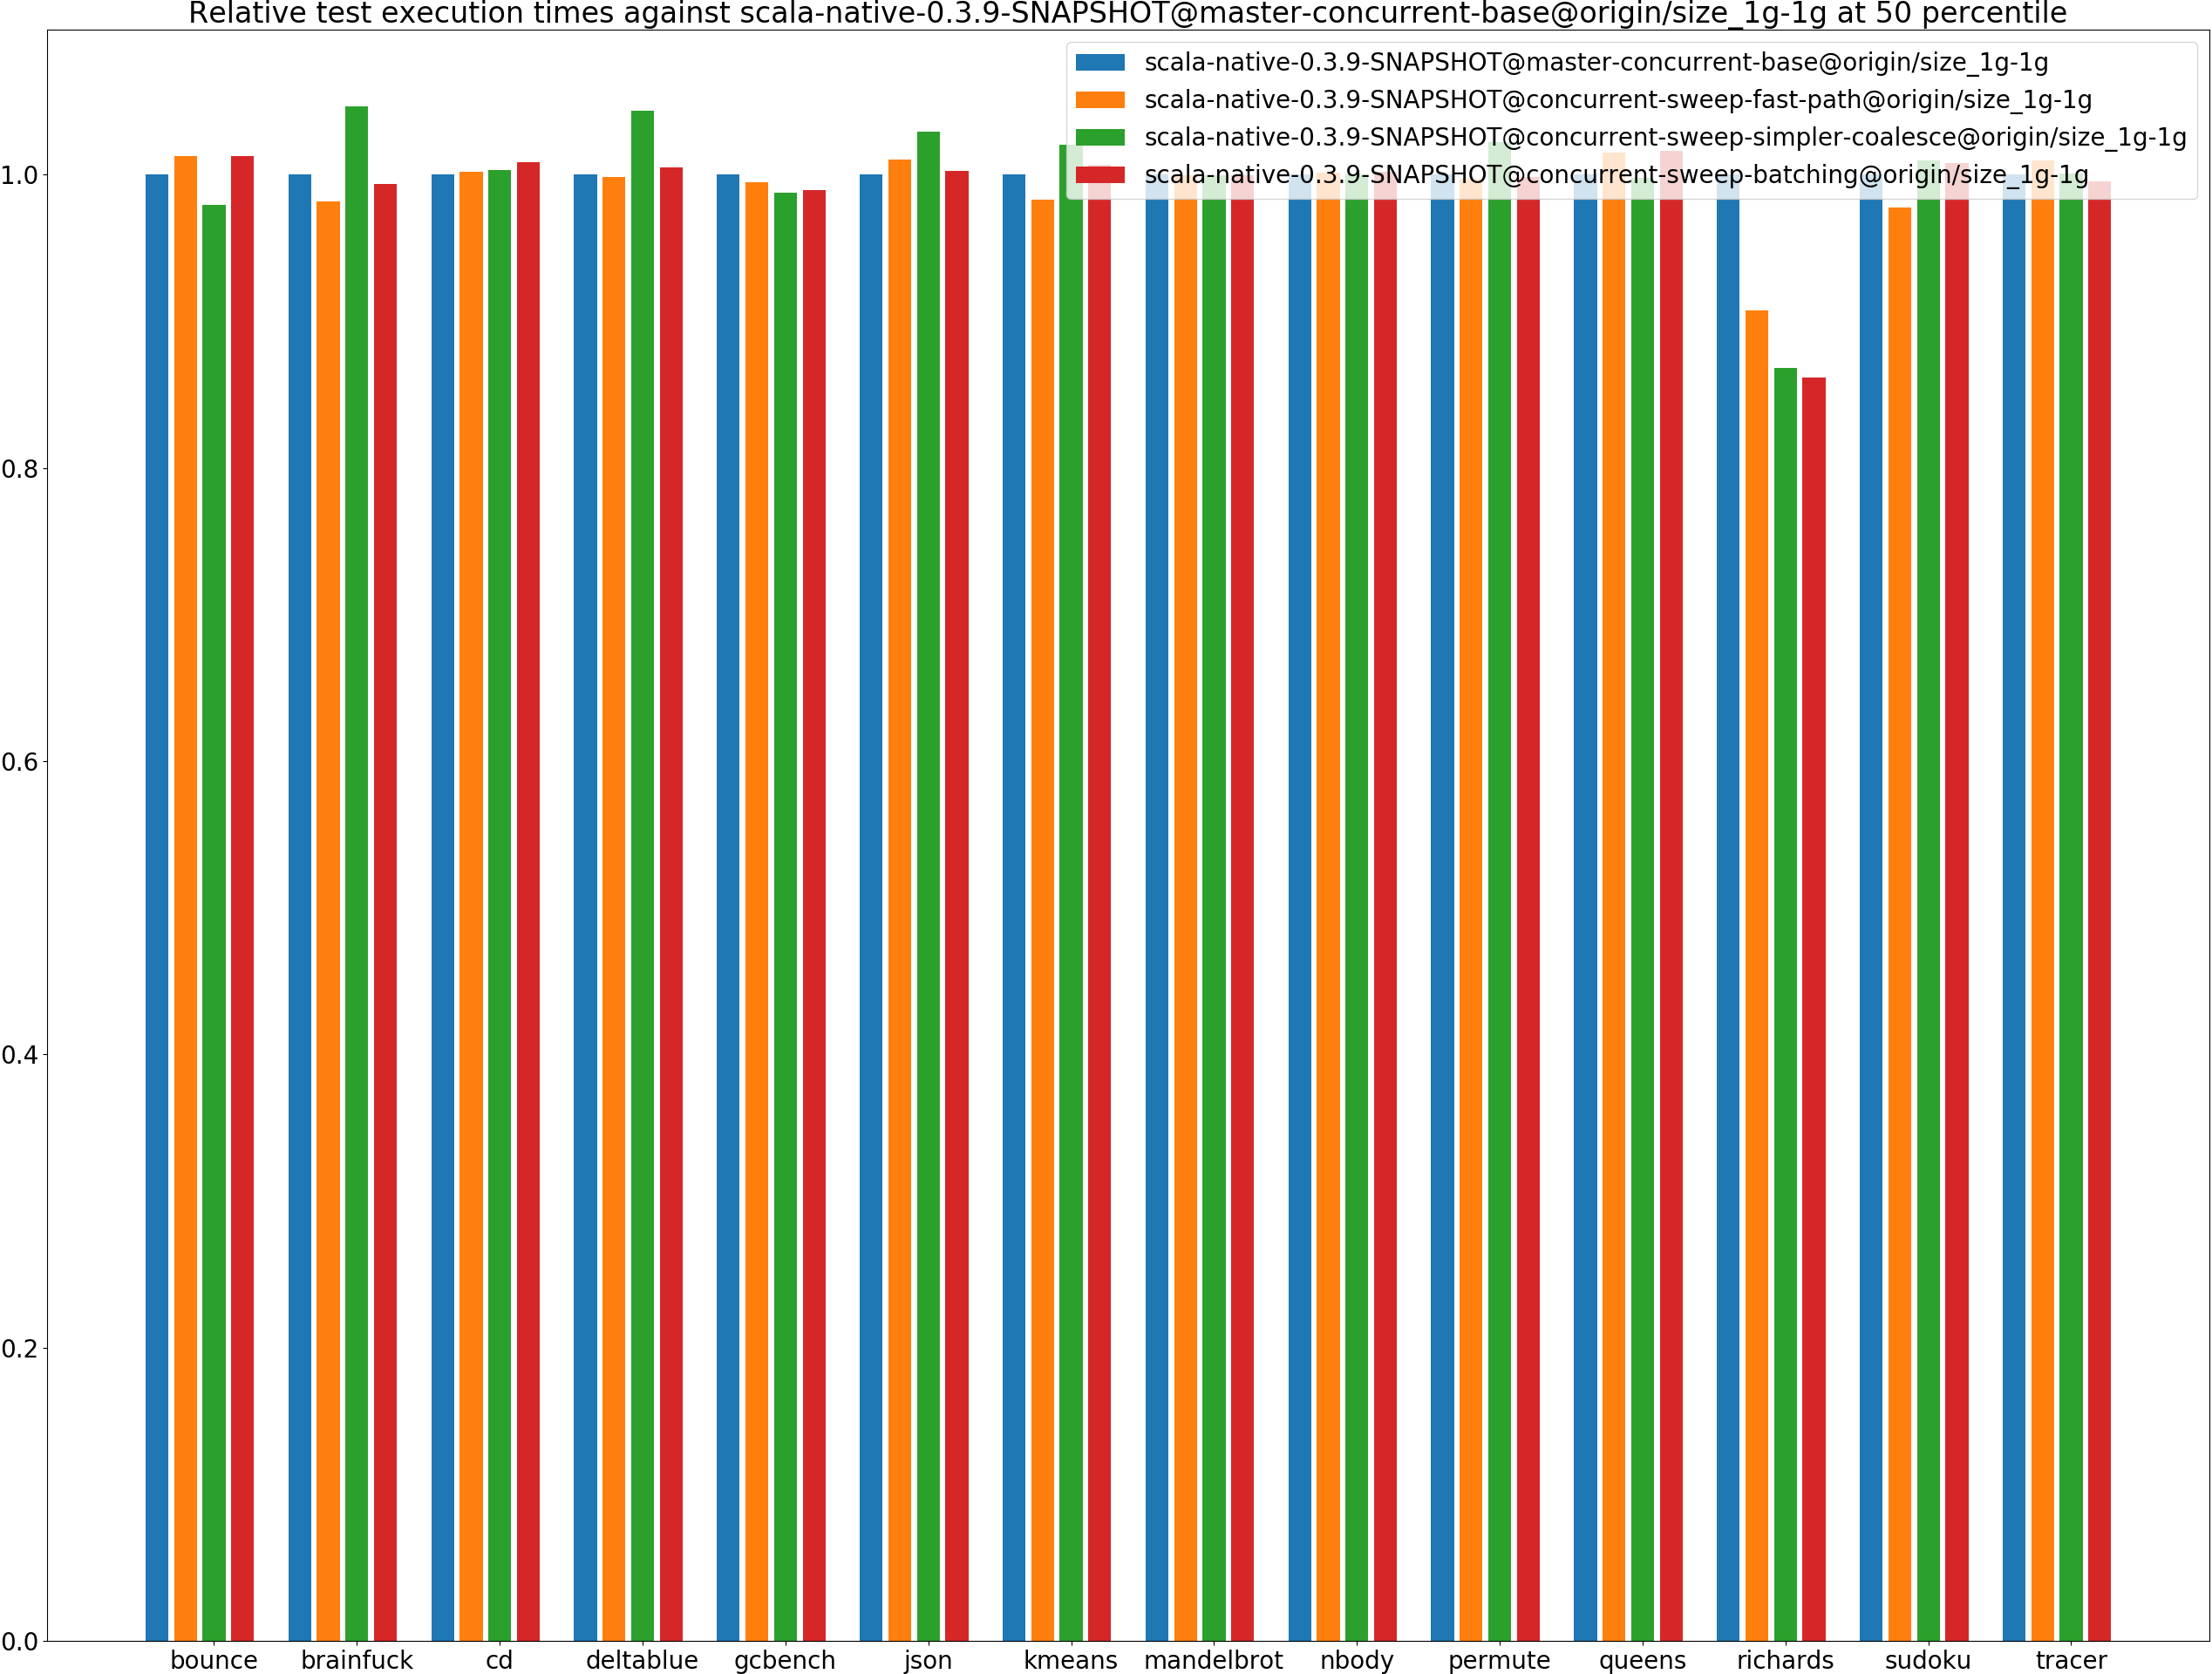 Relative test execution times against scala-native-0.3.9-SNAPSHOT@master-concurrent-base@origin/size_1g-1g at 50 percentile
scala-native-0.3.9-SNAPSHOT@master-concurrent-base@origin/size_1g-1g
scala-native-0.3.9-SNAPSHOT@concurrent-sweep-fast-path@origin/size_1g-1g
scala-native-0.3.9-SNAPSHOT@concurrent-sweep-simpler-coalesce@origin/size_1g-1g
scala-native-0.3.9-SNAPSHOT@concurrent-sweep-batching@origin/size_1g-1g
1.0
0.8
0.6
0.4
0.2
0.0
bounce brainfuck cd deltablue gcbench json kmeans mandelbrot nbody permute queens richards sudoku tracer